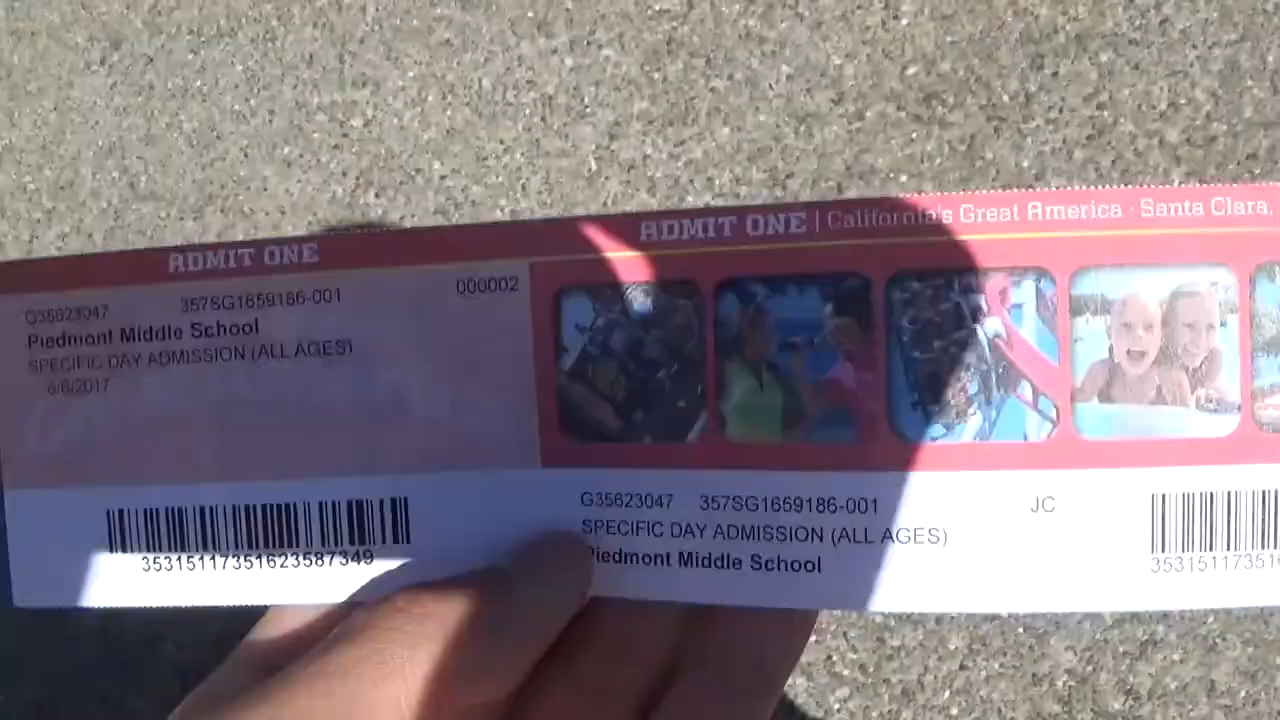 ADMIT ONE
G35623047 357SG1659186-001 000002
Piedmont Middle School
SPECIFIC DAY ADMISSION (ALL AGES)
6/6/2017
35315117351623587349
ADMIT ONE | California's Great America · Santa Clara,
G35623047 357SG1659186-001 JC
SPECIFIC DAY ADMISSION (ALL AGES)
Piedmont Middle School
353151173516